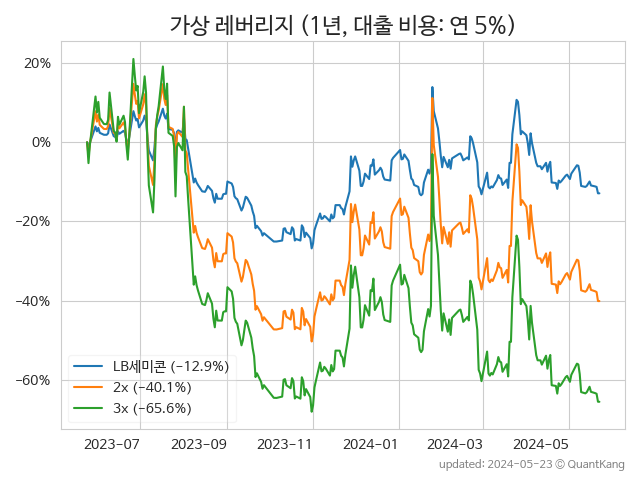 가상 레버리지 (1년, 대출 비용: 연 5%)
20%
0%
−20%
−40%
−60%
LB세미콘 (−12.9%)
2x (−40.1%)
3x (−65.6%)
2023−07 2023−09 2023−11 2024−01 2024−03 2024−05
updated: 2024−05−23 © QuantKang